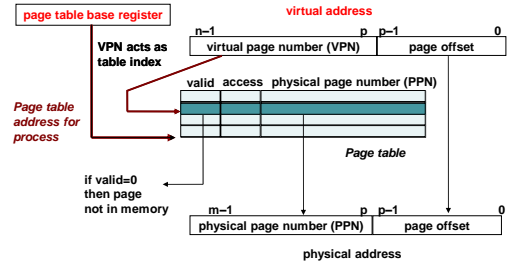 page table base register
virtual address
n–1 p p–1 0
VPN acts as
table index
virtual page number (VPN) page offset
valid access physical page number (PPN)
Page table
address for
process
Page table
if valid=0
then page
not in memory
m–1 p p–1 0
physical page number (PPN) page offset
physical address